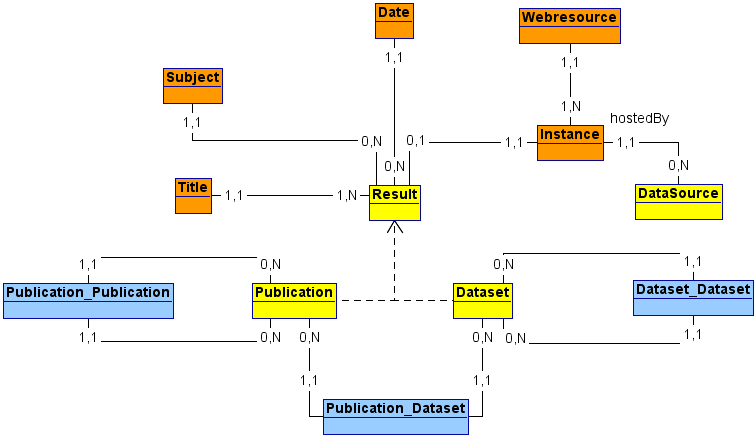 Date
Webresource
1,1
1,1
Subject
1,1
1,N
hostedBy
Instance
0,N
0,1
1,1
1,1
0,N
0,N
Title
1,1
1,N
Result
DataSource
1,1
0,N
0,N
1,1
Publication_Publication
Publication
Dataset
Dataset_Dataset
1,1
0,N
0,N
0,N
0,N
1,1
1,1
1,1
Publication_Dataset